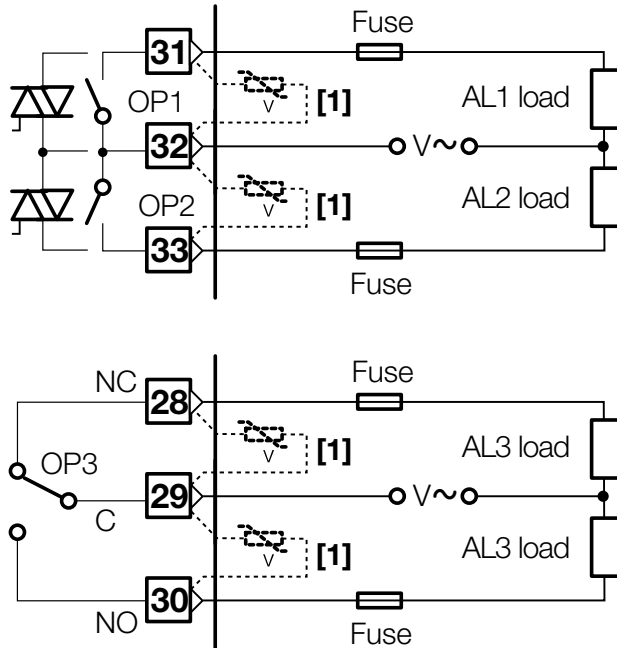 Fuse
31
V
[1]
AL1 load
OP1
32
V~
V
[1]
AL2 load
OP2
33
Fuse
Fuse
NC
28
V
[1]
AL3 load
OP3
29
V~
C
V
[1]
AL3 load
30
NO
Fuse